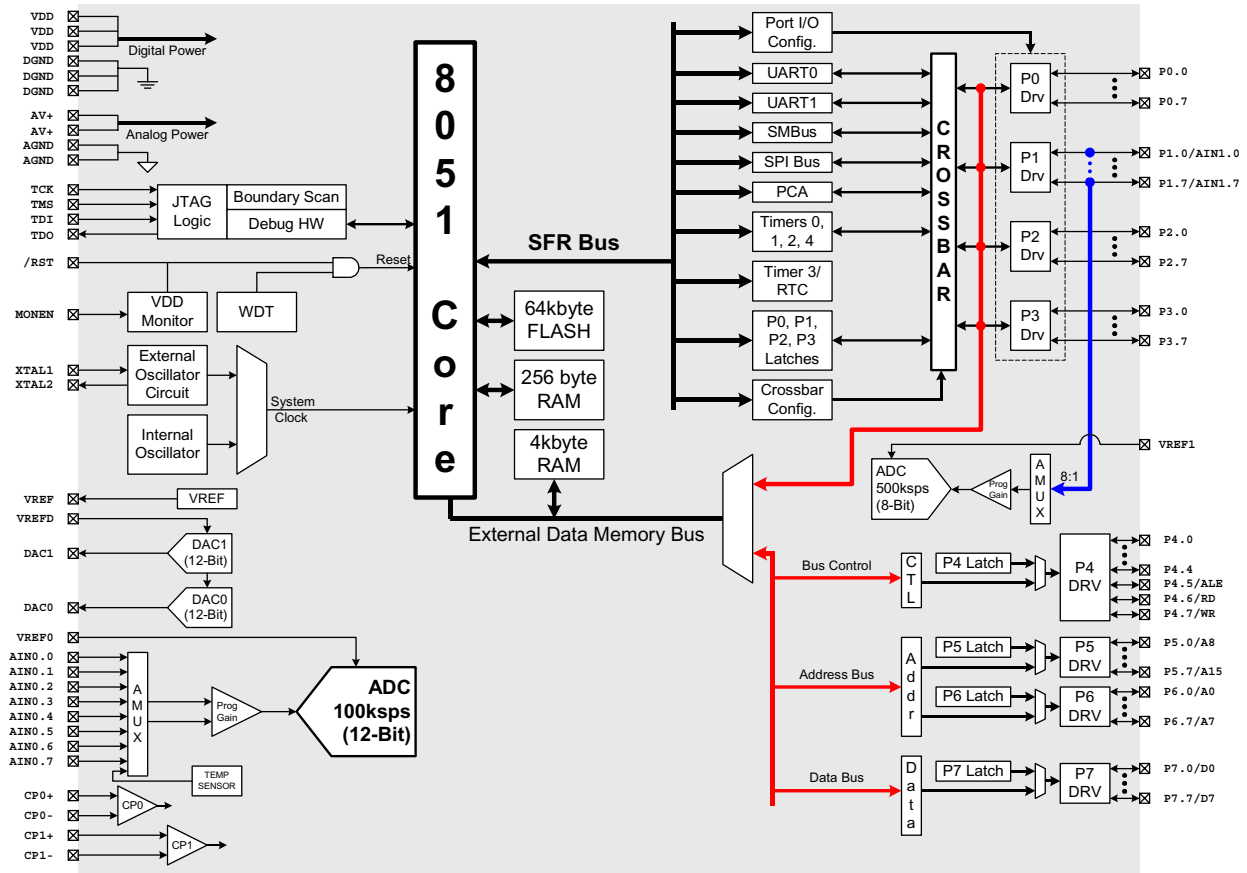 VDD
VDD
VDD
Digital Power
DGND
DGND
DGND
AV+
AV+
Analog Power
AGND
AGND
TCK
TMS
TDI
TDO
JTAG
Logic
Boundary Scan
Debug HW
/RST
Reset
MONEN
VDD
Monitor
WDT
XTAL1
XTAL2
External
Oscillator
Circuit
Internal
Oscillator
System
Clock
VREF
VREF
VREFD
DAC1
DAC1
(12-Bit)
DAC0
DAC0
(12-Bit)
VREF0
AIN0.0
AIN0.1
AIN0.2
AIN0.3
AIN0.4
AIN0.5
AIN0.6
AIN0.7
AMUX
Prog
Gain
ADC
100ksps
(12-Bit)
TEMP
SENSOR
CP0+
CP0-
CP0
CP1+
CP1-
CP1
8051 Core
64kbyte
FLASH
256 byte
RAM
4kbyte
RAM
SFR Bus
External Data Memory Bus
Port I/O
Config.
UART0
UART1
SMBus
SPI Bus
PCA
Timers 0,
1, 2, 4
Timer 3/
RTC
P0, P1,
P2, P3
Latches
Crossbar
Config.
CROSSBAR
P0
Drv
P1
Drv
P2
Drv
P3
Drv
P0.0
P0.7
P1.0/AIN1.0
P1.7/AIN1.7
P2.0
P2.7
P3.0
P3.7
VREF1
ADC
500ksps
(8-Bit)
Prog
Gain
AMUX
8:1
Bus Control
CTL
P4 Latch
P4
DRV
P4.0
P4.4
P4.5/ALE
P4.6/RD
P4.7/WR
Address Bus
Addr
P5 Latch
P5
DRV
P5.0/A8
P5.7/A15
P6 Latch
P6
DRV
P6.0/A0
P6.7/A7
Data Bus
Data
P7 Latch
P7
DRV
P7.0/D0
P7.7/D7